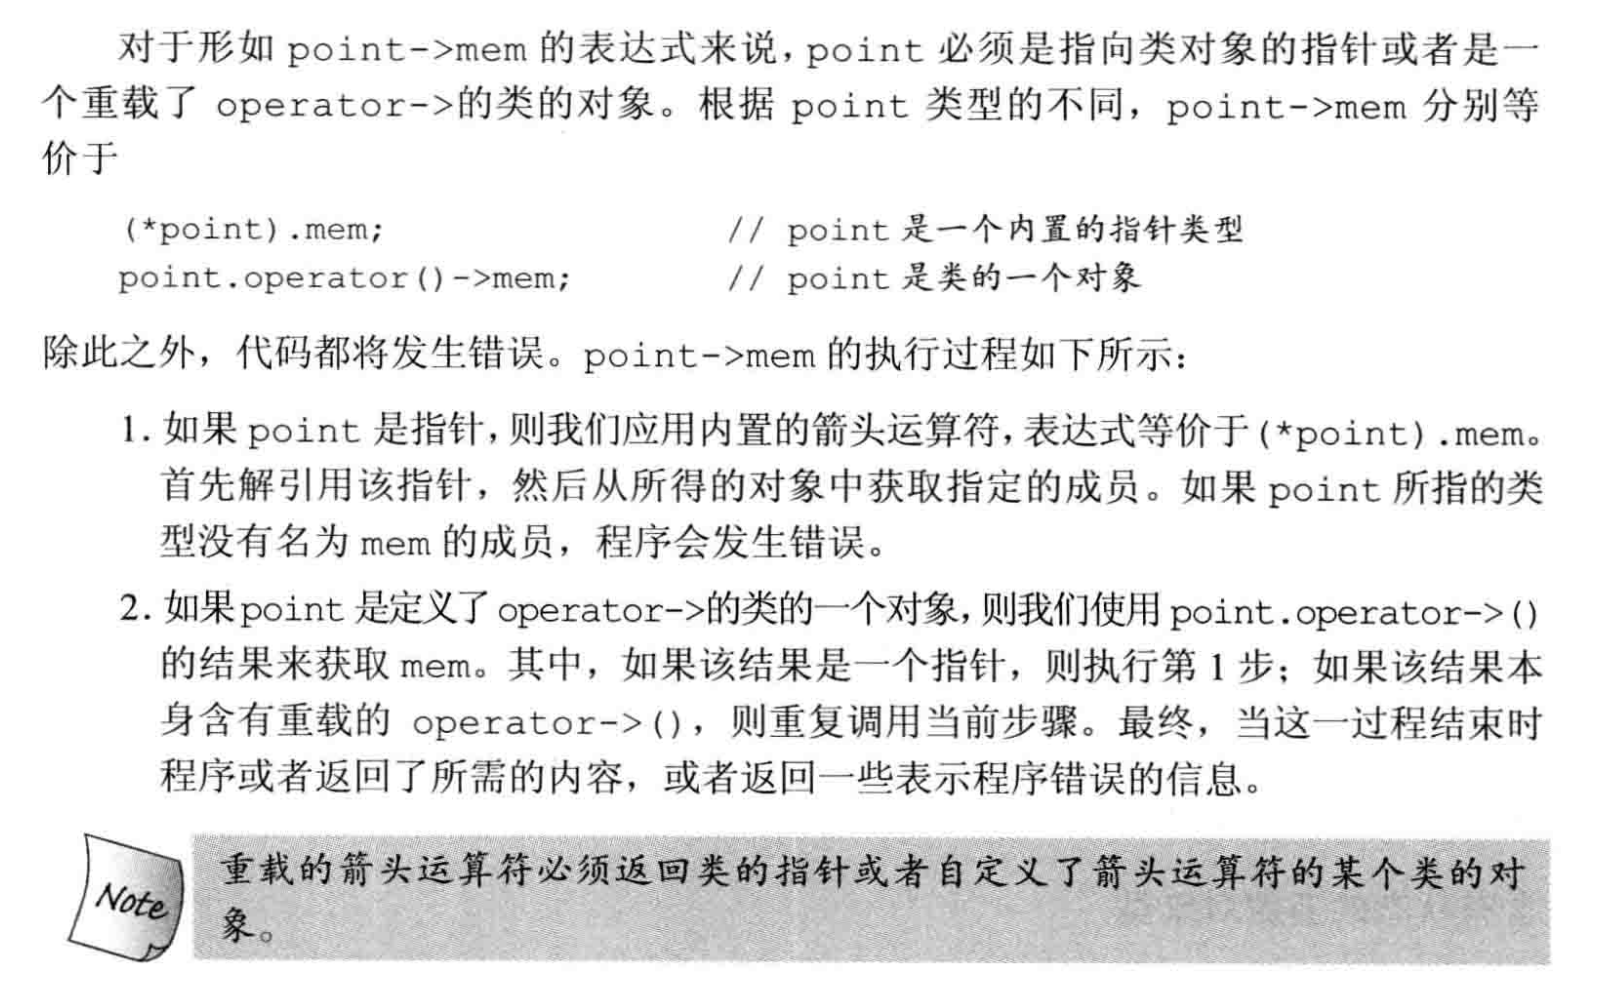 对于形如 point->mem 的表达式来说，point 必须是指向类对象的指针或者是一
个重载了 operator->的类的对象。根据 point 类型的不同，point->mem 分别等
价于
(*point).mem; // point 是一个内置的指针类型
point.operator()->mem; // point 是类的一个对象
除此之外，代码都将发生错误。point->mem 的执行过程如下所示：
1. 如果 point 是指针，则我们应用内置的箭头运算符，表达式等价于(*point).mem。
首先解引用该指针，然后从所得的对象中获取指定的成员。如果 point 所指的类
型没有名为 mem 的成员，程序会发生错误。
2. 如果point 是定义了operator->的类的一个对象，则我们使用point.operator->()
的结果来获取 mem。其中，如果该结果是一个指针，则执行第 1 步；如果该结果本
身含有重载的 operator->()，则重复调用当前步骤。最终，当这一过程结束时
程序或者返回了所需的内容，或者返回一些表示程序错误的信息。
Note
重载的箭头运算符必须返回类的指针或者自定义了箭头运算符的某个类的对
象。